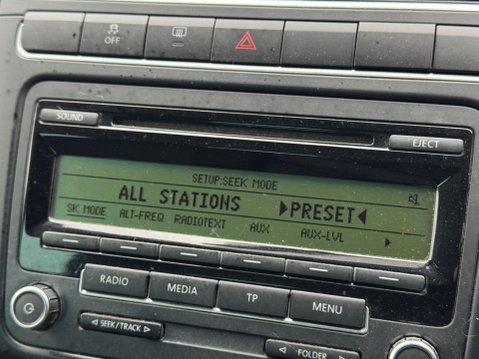 OFF
SOUND
EJECT
SETUP:SEEK MODE
ALL STATIONS ▶PRESET◀
SK MODE ALT-FREQ RADIOTEXT AUX AUX-LVL ▶
RADIO MEDIA TP MENU
◁ SEEK/TRACK ▷
◁ FOLDER